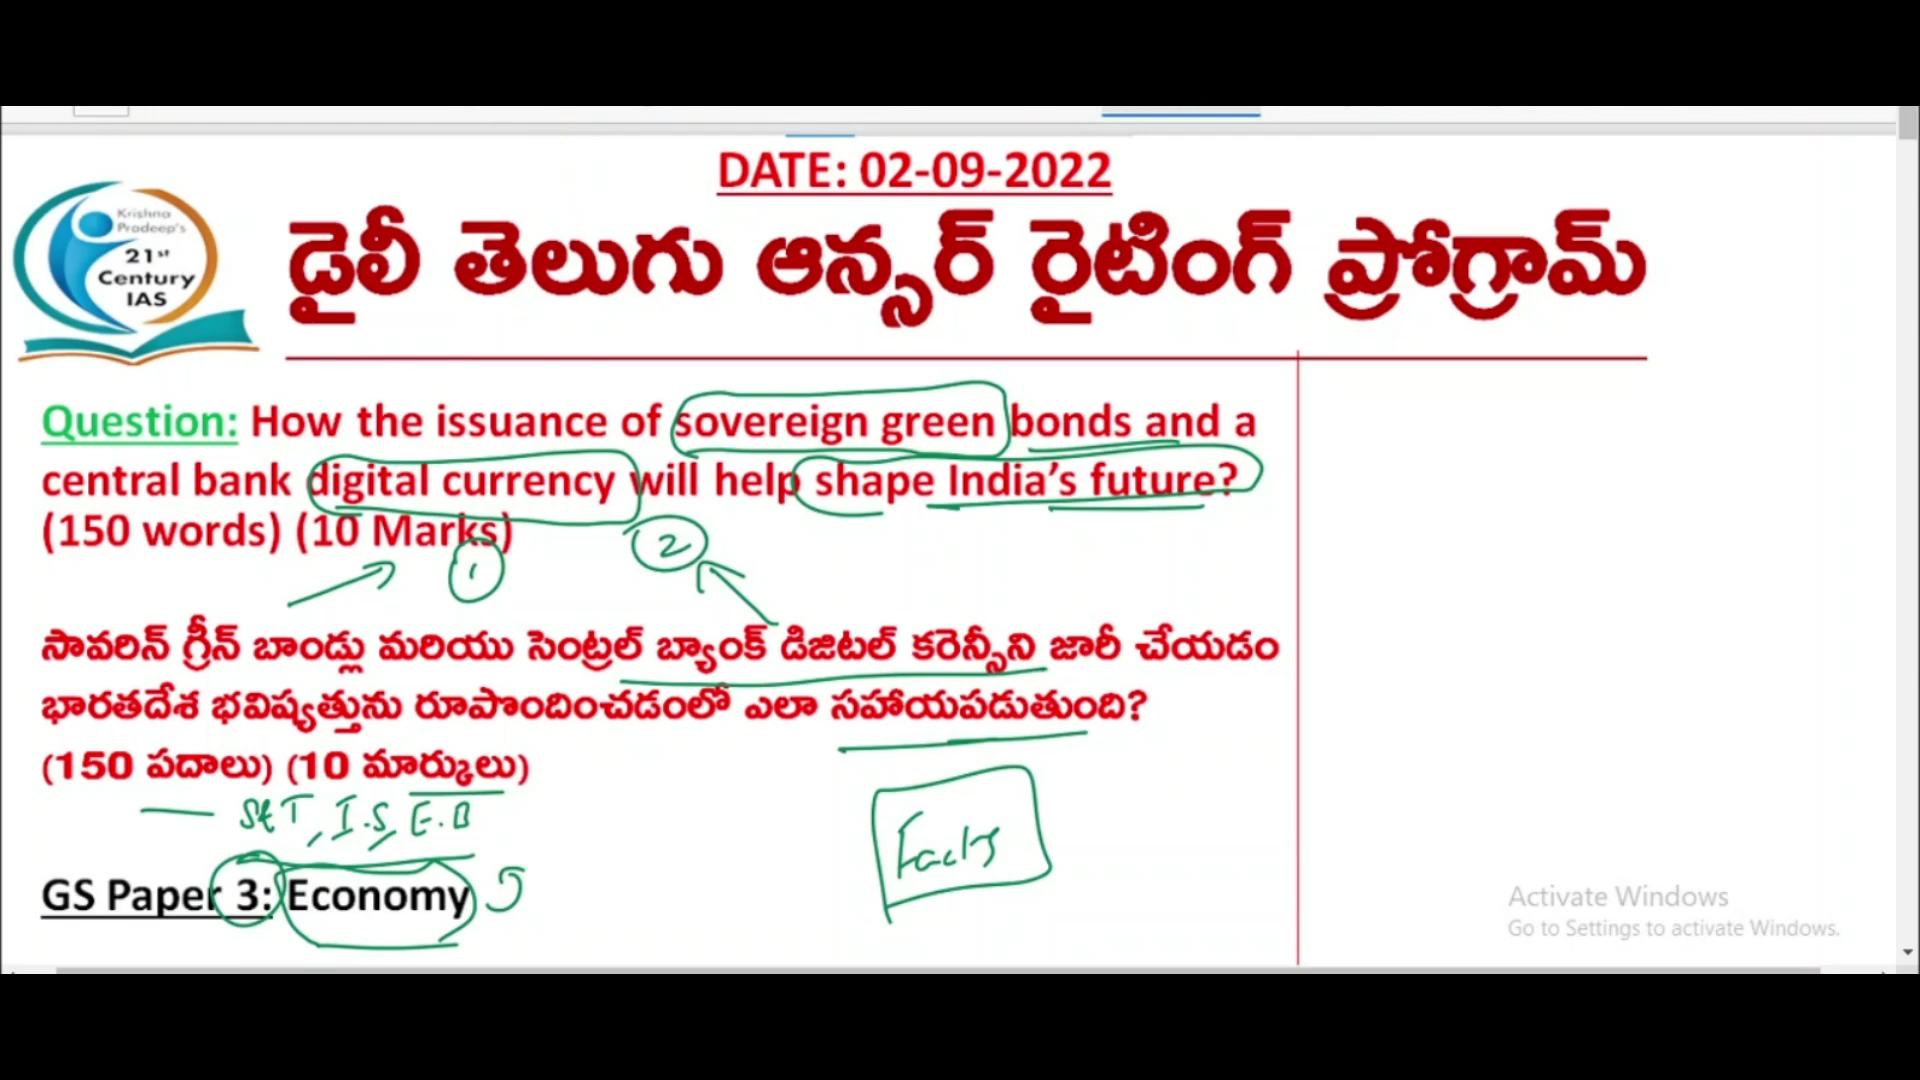 DATE: 02-09-2022
Krishna
Pradeep's
21st
Century
IAS
డైలీ తెలుగు ఆన్సర్ రైటింగ్ ప్రోగ్రామ్
Question: How the issuance of sovereign green bonds and a
central bank digital currency will help shape India's future?
(150 words) (10 Marks)
1
2
సావరిన్ గ్రీన్ బాండ్లు మరియు సెంట్రల్ బ్యాంక్ డిజిటల్ కరెన్సీని జారీ చేయడం
భారతదేశ భవిష్యత్తును రూపొందించడంలో ఎలా సహాయపడుతుంది?
(150 పదాలు) (10 మార్కులు)
S&T, I.S, E.B
Facts
GS Paper 3: Economy
Activate Windows
Go to Settings to activate Windows.